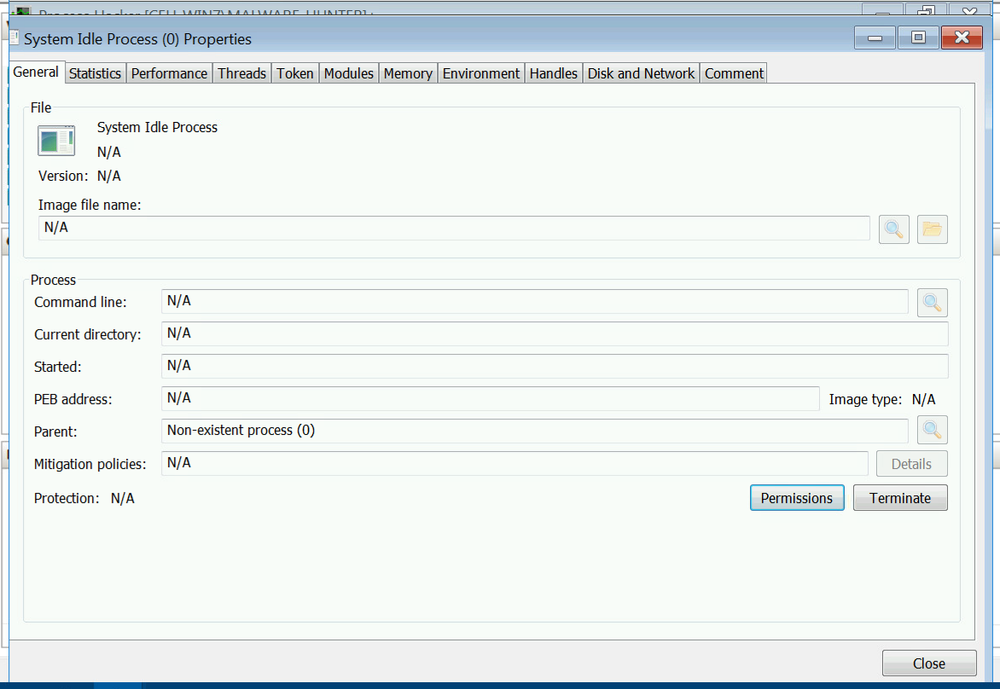 Process Hacker [CELL-WIN7\MALWARE-HUNTER]+
System Idle Process (0) Properties
General Statistics Performance Threads Token Modules Memory Environment Handles Disk and Network Comment
File
System Idle Process
N/A
Version: N/A
Image file name:
N/A
Process
Command line: N/A
Current directory: N/A
Started: N/A
PEB address: N/A Image type: N/A
Parent: Non-existent process (0)
Mitigation policies: N/A Details
Protection: N/A Permissions Terminate
Close